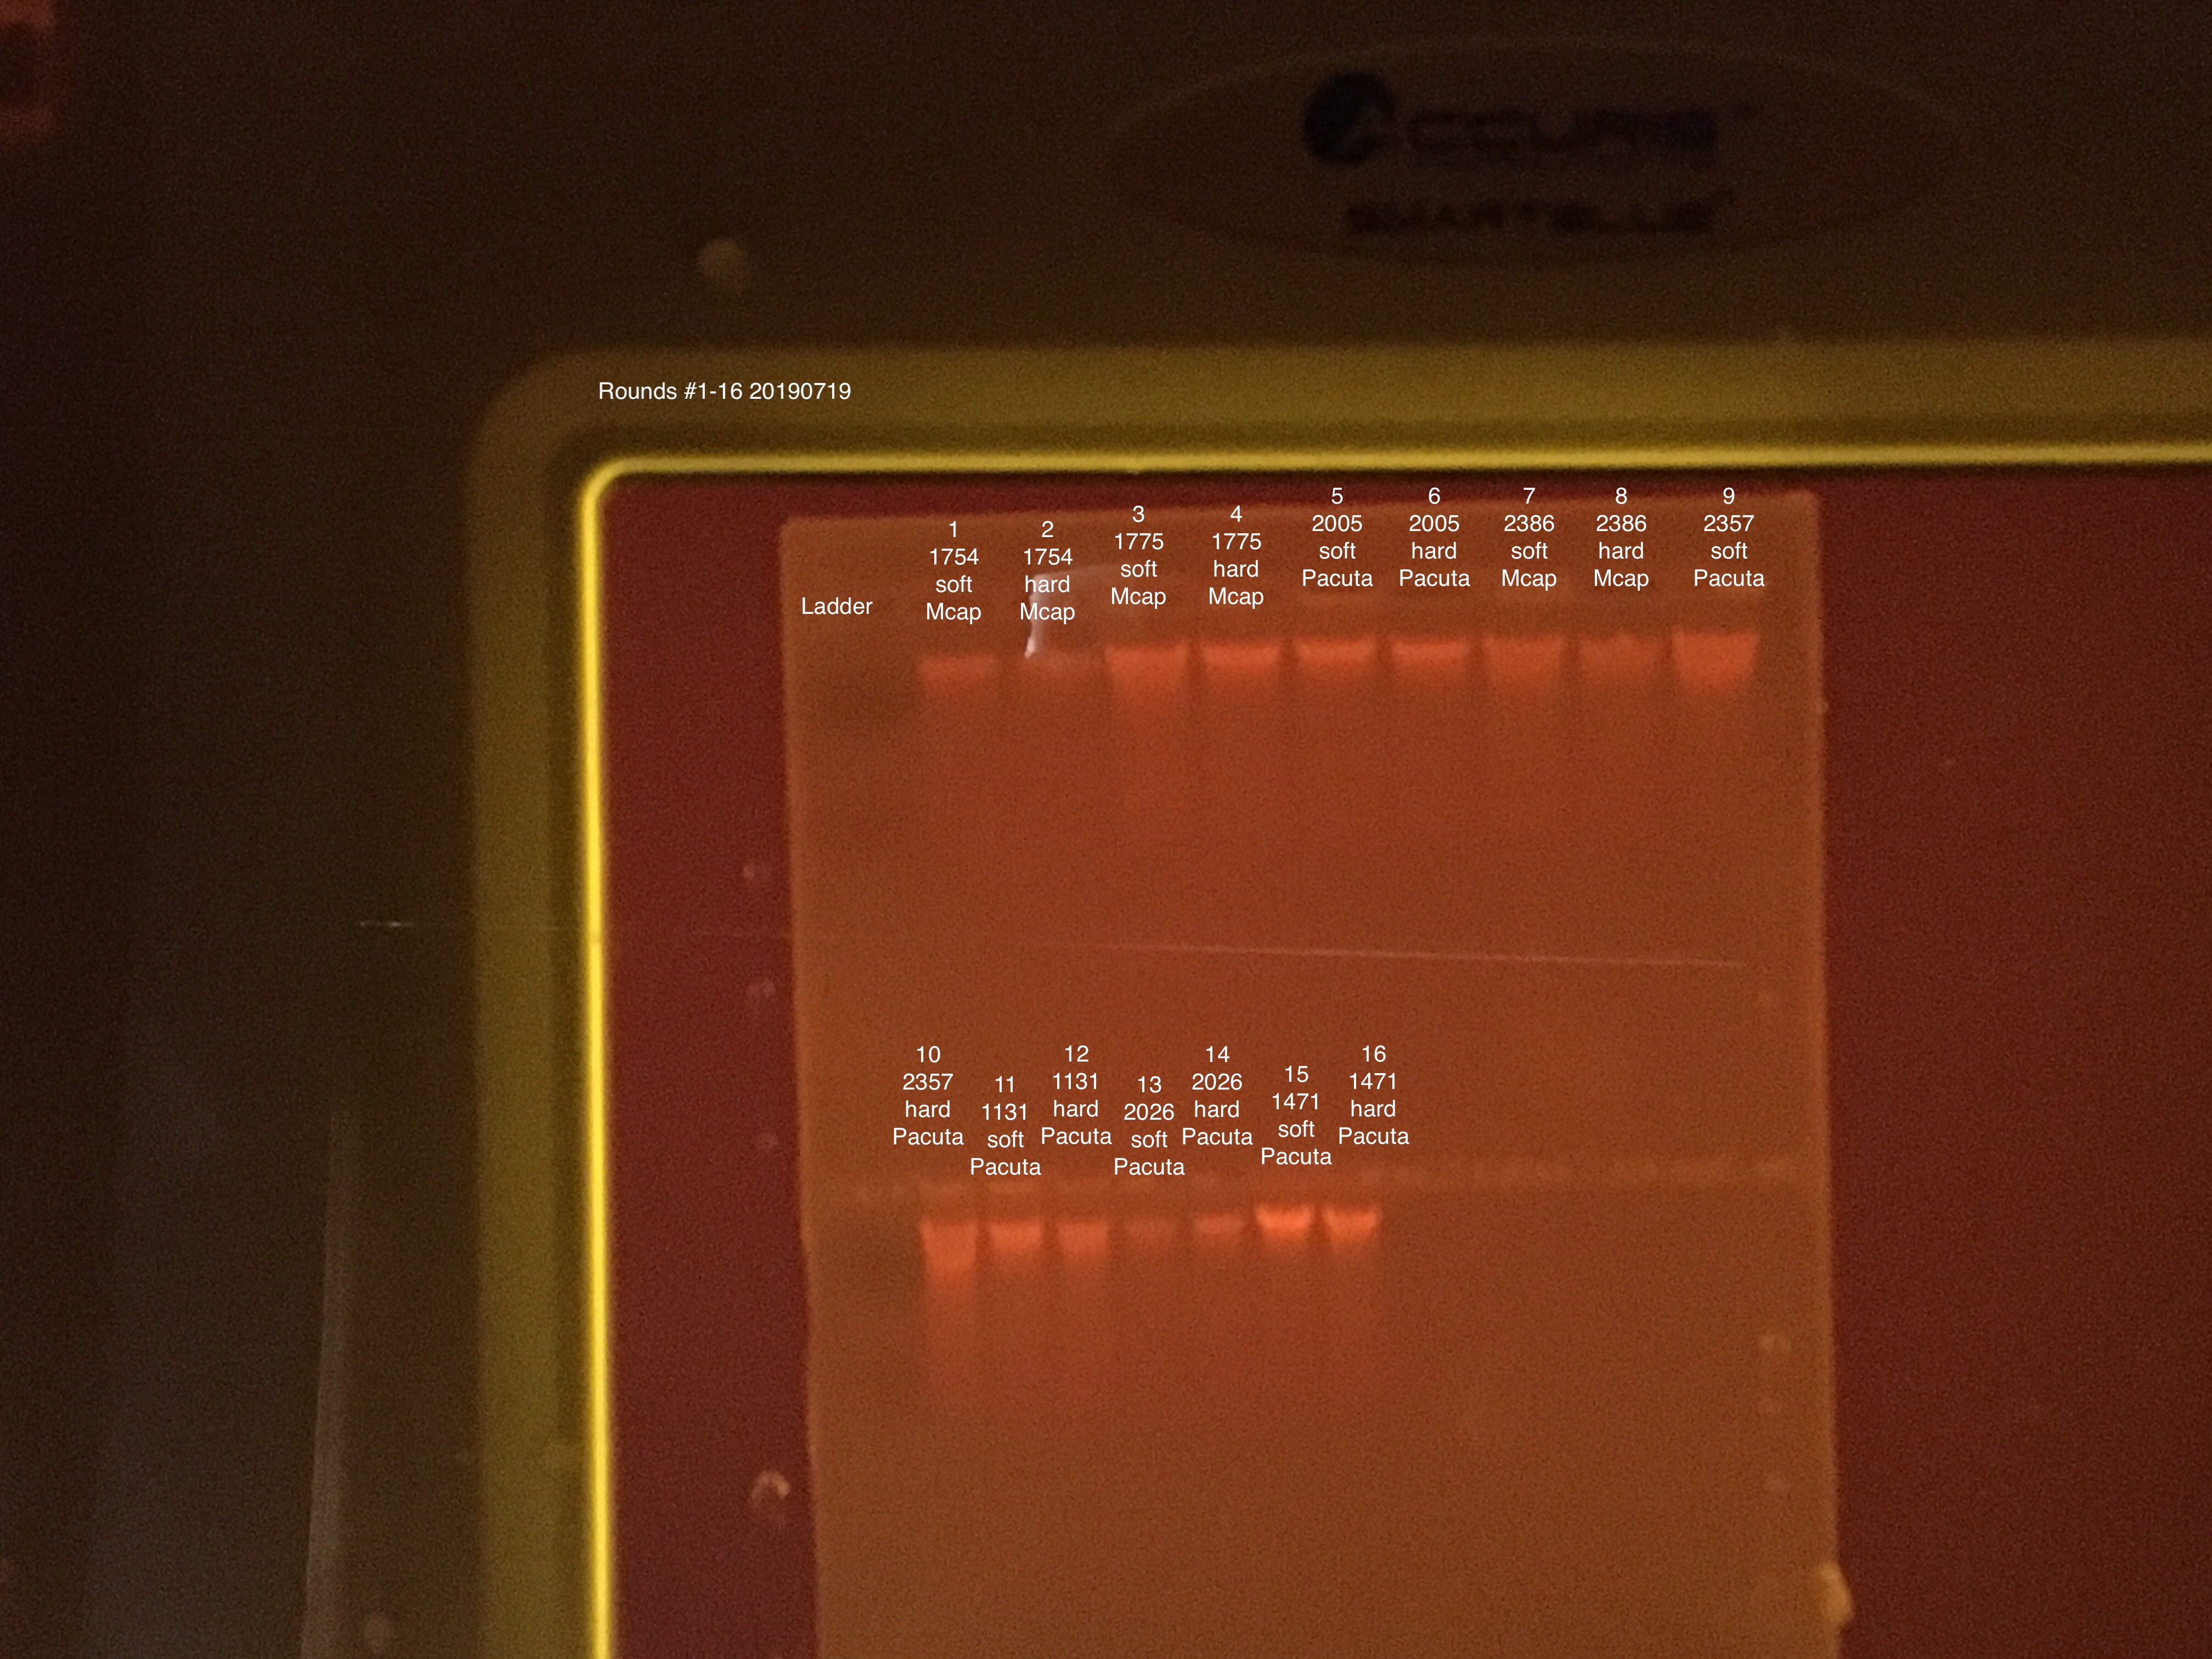 ACCURIS
SMARTBLUE
Rounds #1-16 20190719
Ladder
1
1754
soft
Mcap
2
1754
hard
Mcap
3
1775
soft
Mcap
4
1775
hard
Mcap
5
2005
soft
Pacuta
6
2005
hard
Pacuta
7
2386
soft
Mcap
8
2386
hard
Mcap
9
2357
soft
Pacuta
10
2357
hard
Pacuta
11
1131
soft
Pacuta
12
1131
hard
Pacuta
13
2026
soft
Pacuta
14
2026
hard
Pacuta
15
1471
soft
Pacuta
16
1471
hard
Pacuta